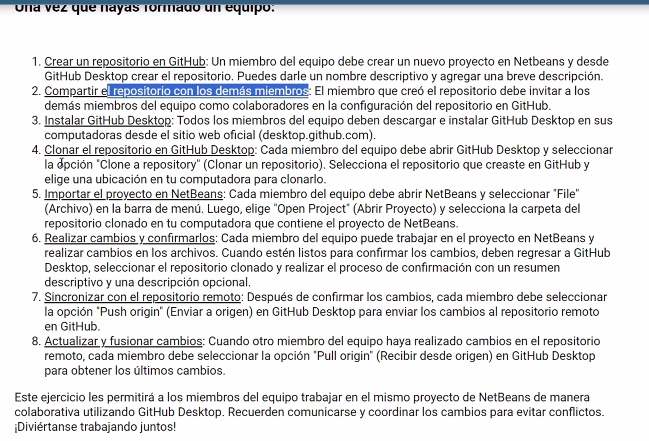 Una vez que hayas formado un equipo:
1. Crear un repositorio en GitHub: Un miembro del equipo debe crear un nuevo proyecto en Netbeans y desde
GitHub Desktop crear el repositorio. Puedes darle un nombre descriptivo y agregar una breve descripción.
2. Compartir el repositorio con los demás miembros: El miembro que creó el repositorio debe invitar a los
demás miembros del equipo como colaboradores en la configuración del repositorio en GitHub.
3. Instalar GitHub Desktop: Todos los miembros del equipo deben descargar e instalar GitHub Desktop en sus
computadoras desde el sitio web oficial (desktop.github.com).
4. Clonar el repositorio en GitHub Desktop: Cada miembro del equipo debe abrir GitHub Desktop y seleccionar
la opción "Clone a repository" (Clonar un repositorio). Selecciona el repositorio que creaste en GitHub y
elige una ubicación en tu computadora para clonarlo.
5. Importar el proyecto en NetBeans: Cada miembro del equipo debe abrir NetBeans y seleccionar "File"
(Archivo) en la barra de menú. Luego, elige "Open Project" (Abrir Proyecto) y selecciona la carpeta del
repositorio clonado en tu computadora que contiene el proyecto de NetBeans.
6. Realizar cambios y confirmarlos: Cada miembro del equipo puede trabajar en el proyecto en NetBeans y
realizar cambios en los archivos. Cuando estén listos para confirmar los cambios, deben regresar a GitHub
Desktop, seleccionar el repositorio clonado y realizar el proceso de confirmación con un resumen
descriptivo y una descripción opcional.
7. Sincronizar con el repositorio remoto: Después de confirmar los cambios, cada miembro debe seleccionar
la opción "Push origin" (Enviar a origen) en GitHub Desktop para enviar los cambios al repositorio remoto
en GitHub.
8. Actualizar y fusionar cambios: Cuando otro miembro del equipo haya realizado cambios en el repositorio
remoto, cada miembro debe seleccionar la opción "Pull origin" (Recibir desde origen) en GitHub Desktop
para obtener los últimos cambios.
Este ejercicio les permitirá a los miembros del equipo trabajar en el mismo proyecto de NetBeans de manera
colaborativa utilizando GitHub Desktop. Recuerden comunicarse y coordinar los cambios para evitar conflictos.
¡Diviértanse trabajando juntos!